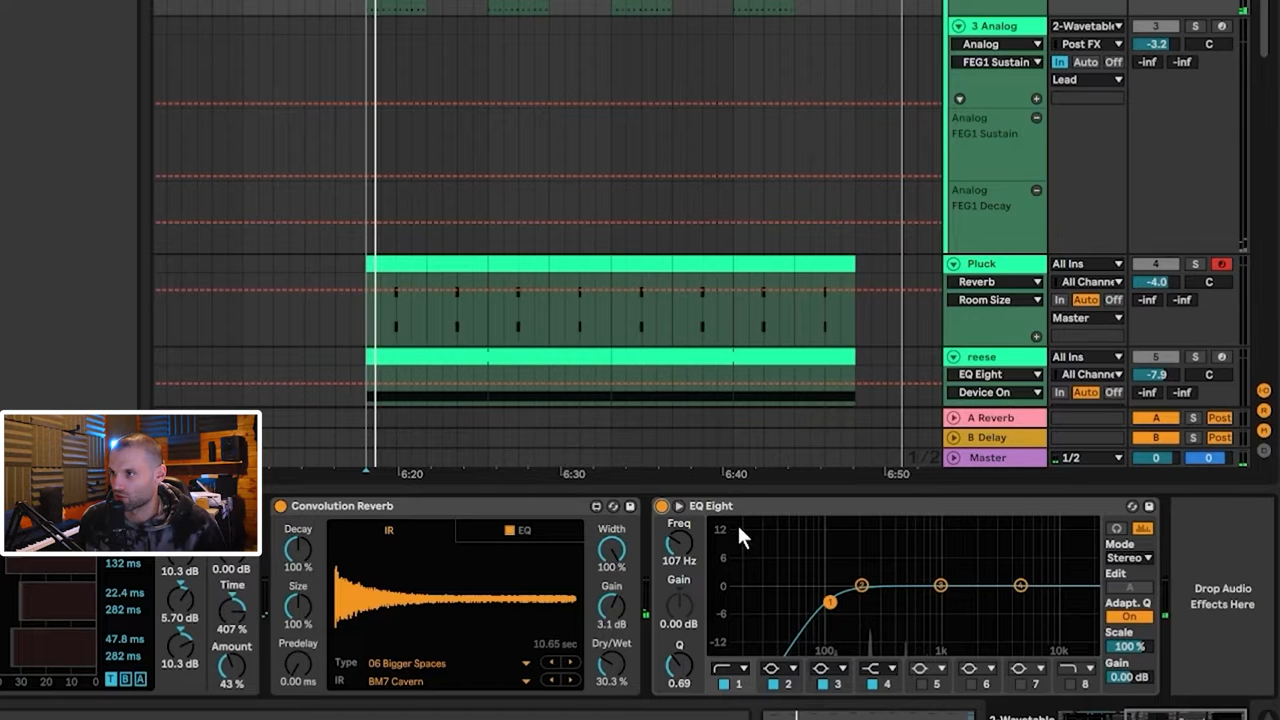 3 Analog
2-Wavetable
3
S
Analog
Post FX
-3.2
C
FEG1 Sustain
In
Auto
Off
-inf
-inf
Lead
Analog
FEG1 Sustain
Analog
FEG1 Decay
Pluck
All Ins
4
S
Reverb
All Channe
-4.0
C
Room Size
In
Auto
Off
-inf
-inf
Master
reese
All Ins
5
S
EQ Eight
All Channe
-7.9
C
Device On
In
Auto
Off
-inf
-inf
A Reverb
A
S
Post
B Delay
B
S
Post
1/2
Master
1/2
0
0
6:20
6:30
6:40
6:50
132 ms
22.4 ms
282 ms
47.8 ms
282 ms
20
10
0
T
B
A
10.3 dB
5.70 dB
10.3 dB
0.00 dB
Time
407 %
Amount
43 %
Convolution Reverb
Decay
100 %
Size
100 %
Predelay
0.00 ms
IR
EQ
10.65 sec
Type
06 Bigger Spaces
IR
BM7 Cavern
Width
100 %
Gain
3.1 dB
Dry/Wet
30.3 %
EQ Eight
Freq
107 Hz
Gain
0.00 dB
Q
0.69
12
6
0
-6
-12
1
2
3
4
100
1k
10k
1
2
3
4
5
6
7
8
Mode
Stereo
Edit
A
Adapt. Q
On
Scale
100 %
Gain
0.00 dB
Drop Audio
Effects Here
2-Wavetable